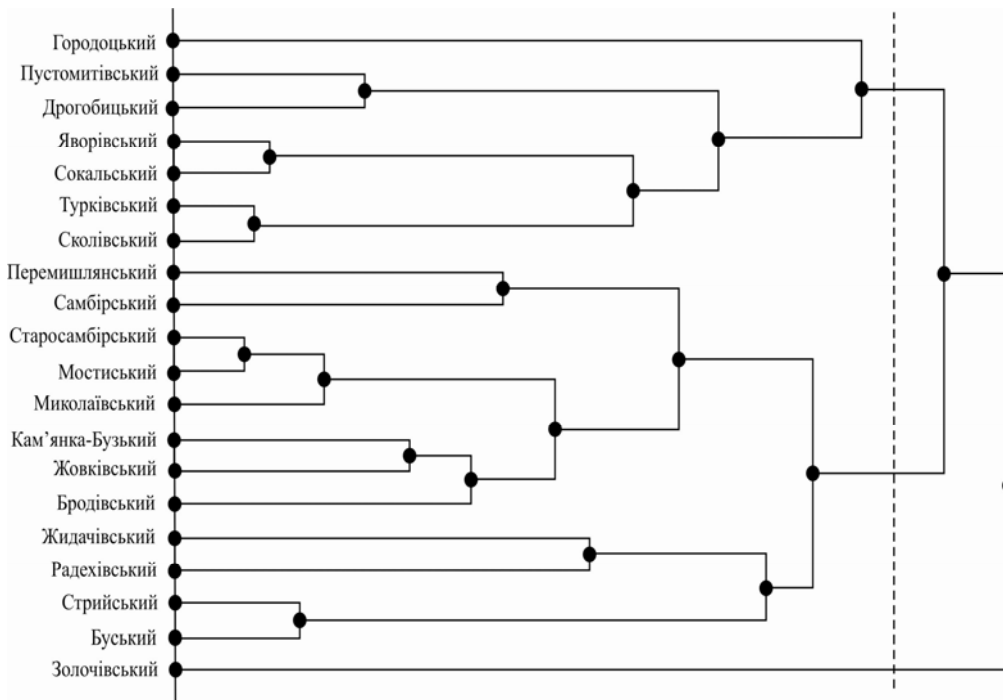 Городоцький
Пустомитівський
Дрогобицький
Яворівський
Сокальський
Турківський
Сколівський
Перемишлянський
Самбірський
Старосамбірський
Мостиський
Миколаївський
Кам’янка-Бузький
Жовківський
Бродівський
Жидачівський
Радехівський
Стрийський
Буський
Золочівський